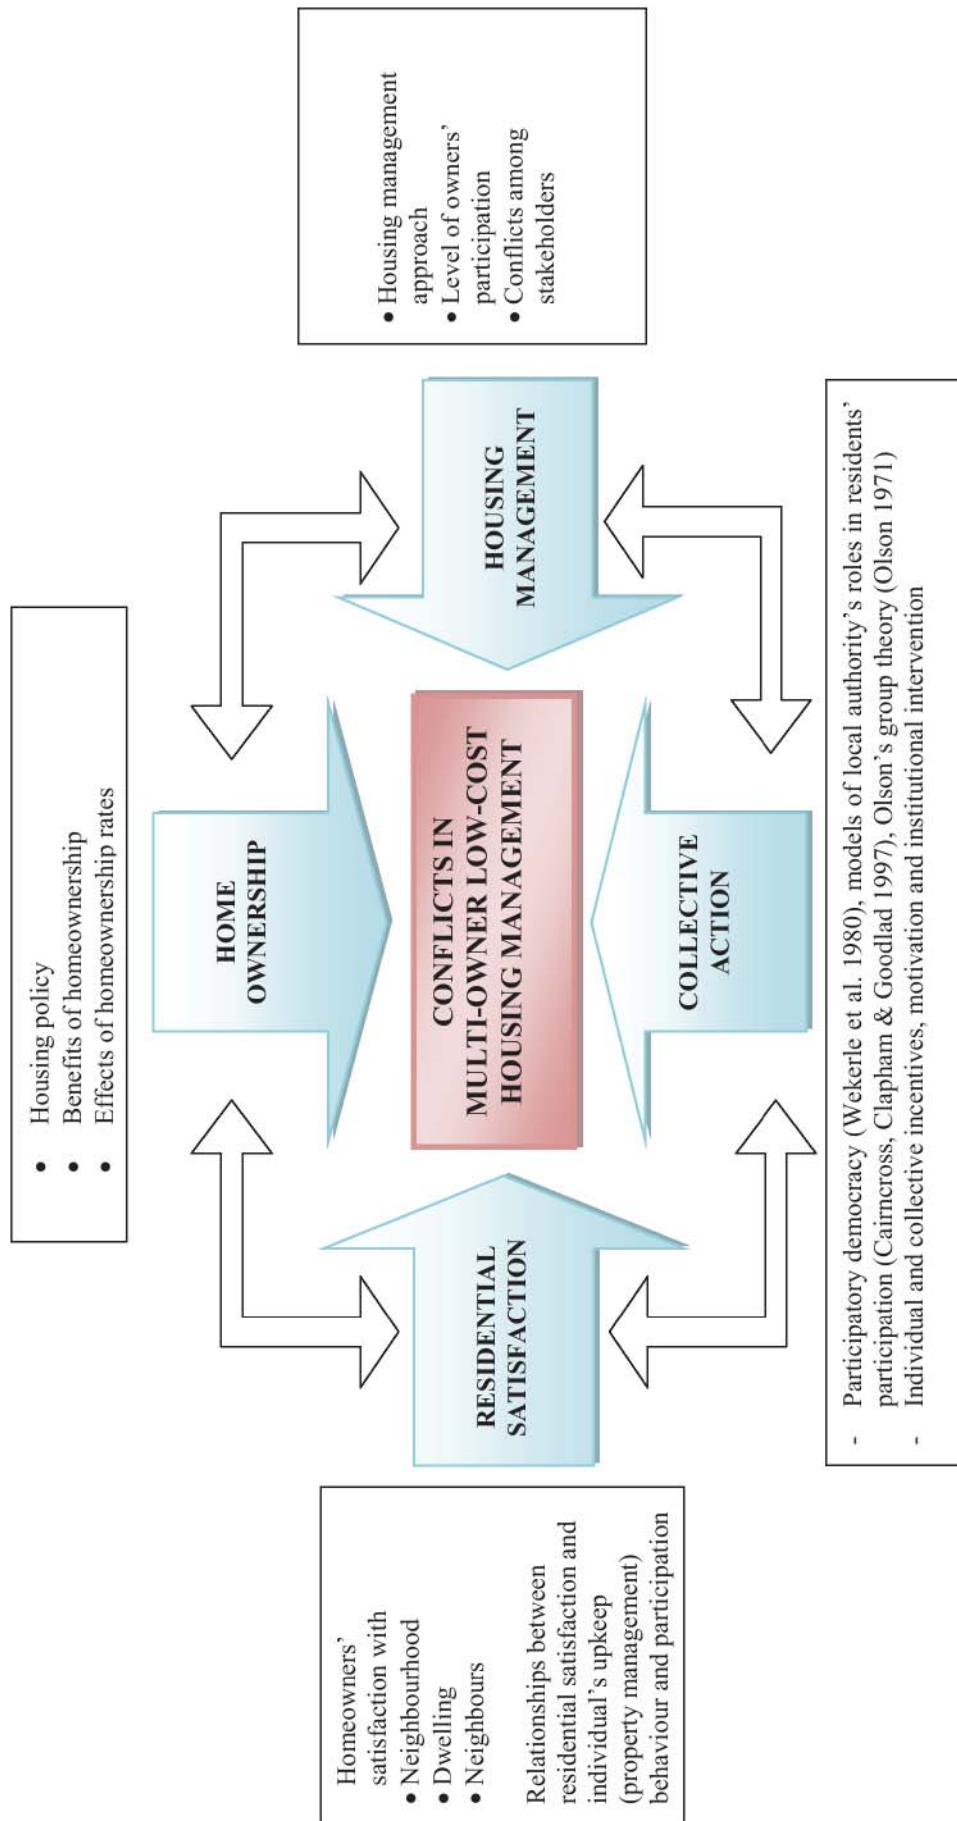 • Housing policy
• Benefits of homeownership
• Effects of homeownership rates
HOME
OWNERSHIP
Homeowners’
satisfaction with
• Neighbourhood
• Dwelling
• Neighbours
Relationships between
residential satisfaction and
individual’s upkeep
(property management)
behaviour and participation
RESIDENTIAL
SATISFACTION
CONFLICTS IN
MULTI-OWNER LOW-COST
HOUSING MANAGEMENT
HOUSING
MANAGEMENT
• Housing management
approach
• Level of owners’
participation
• Conflicts among
stakeholders
COLLECTIVE
ACTION
- Participatory democracy (Wekerle et al. 1980), models of local authority’s roles in residents’
participation (Cairncross, Clapham & Goodlad 1997), Olson’s group theory (Olson 1971)
- Individual and collective incentives, motivation and institutional intervention